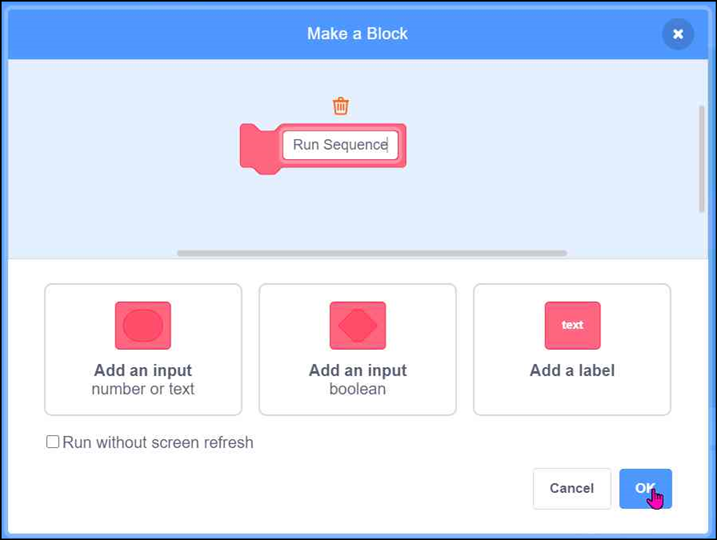 Make a Block
Run Sequence
text
Add an input
number or text
Add an input
boolean
Add a label
Run without screen refresh
Cancel
OK